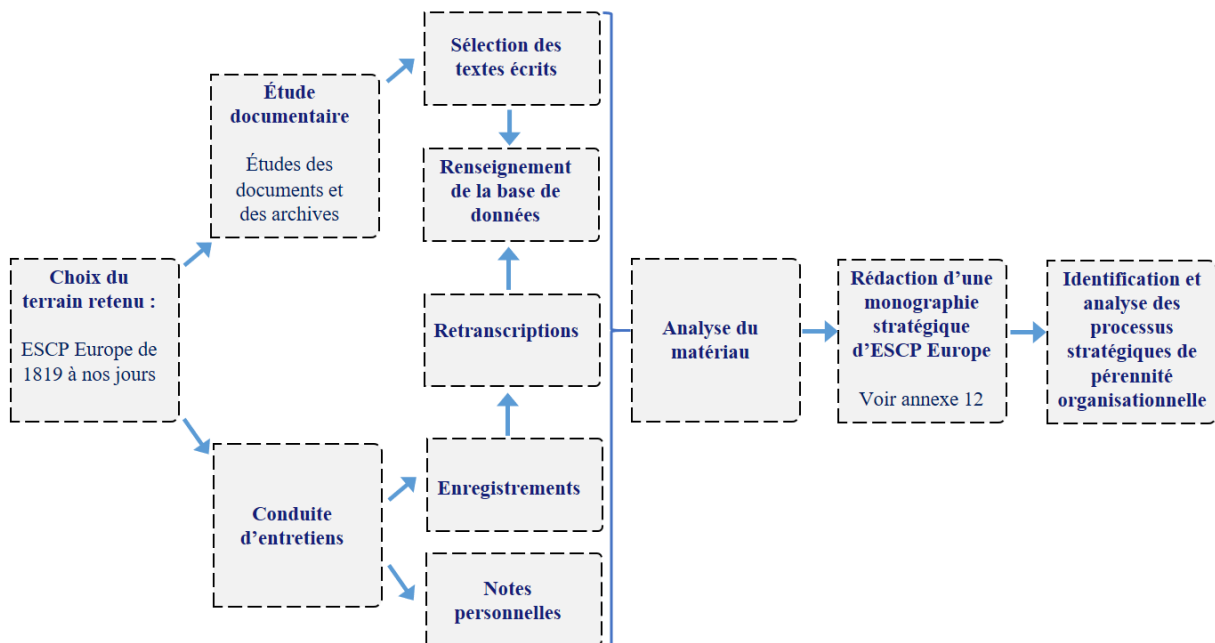 Choix du
terrain retenu :
ESCP Europe de
1819 à nos jours
Étude
documentaire
Études des
documents et
des archives
Conduite
d’entretiens
Sélection des
textes écrits
Renseignement
de la base de
données
Retranscriptions
Enregistrements
Notes
personnelles
Analyse du
matériau
Rédaction d’une
monographie
stratégique
d’ESCP Europe
Voir annexe 12
Identification et
analyse des
processus
stratégiques de
pérennité
organisationnelle